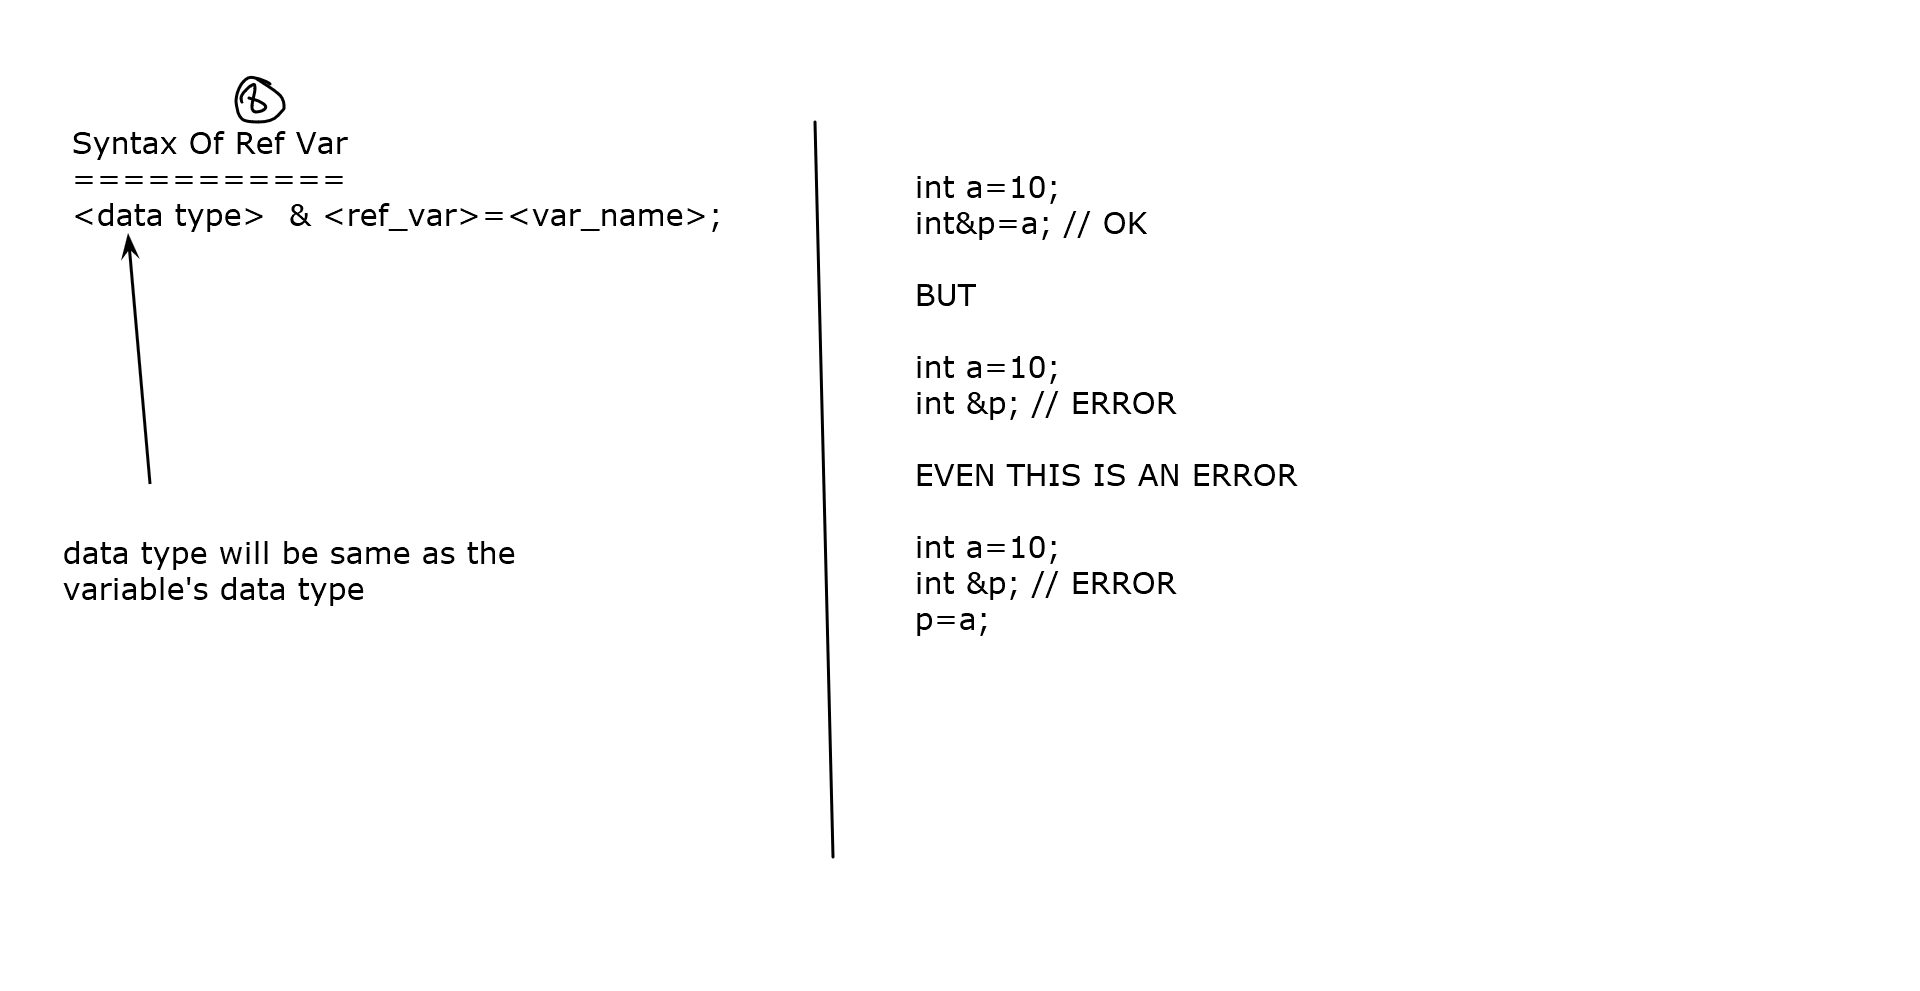 8
Syntax Of Ref Var
===========
<data type>  & <ref_var>=<var_name>;
data type will be same as the
variable's data type
int a=10;
int&p=a; // OK
BUT
int a=10;
int &p; // ERROR
EVEN THIS IS AN ERROR
int a=10;
int &p; // ERROR
p=a;